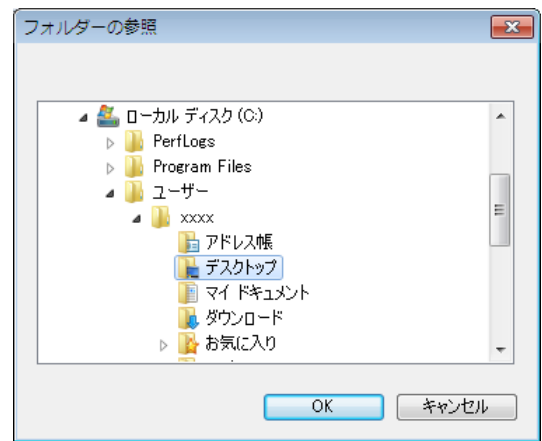 フォルダーの参照
ローカル ディスク (C:)
PerfLogs
Program Files
ユーザー
xxxx
アドレス帳
デスクトップ
マイ ドキュメント
ダウンロード
お気に入り
OK
キャンセル